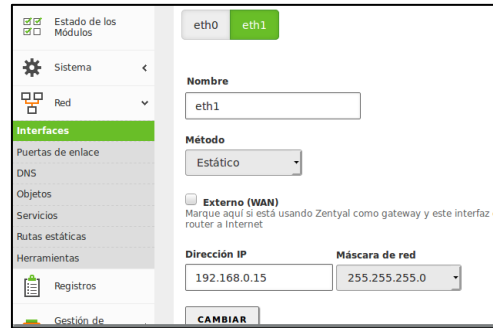 Estado de los
Módulos
Sistema
Red
Interfaces
Puertas de enlace
DNS
Objetos
Servicios
Rutas estáticas
Herramientas
Registros
Gestión de
eth0 eth1
Nombre
eth1
Método
Estático
Externo (WAN)
Marque aquí si está usando Zentyal como gateway y este interfaz
router a Internet
Dirección IP Máscara de red
192.168.0.15 255.255.255.0
CAMBIAR